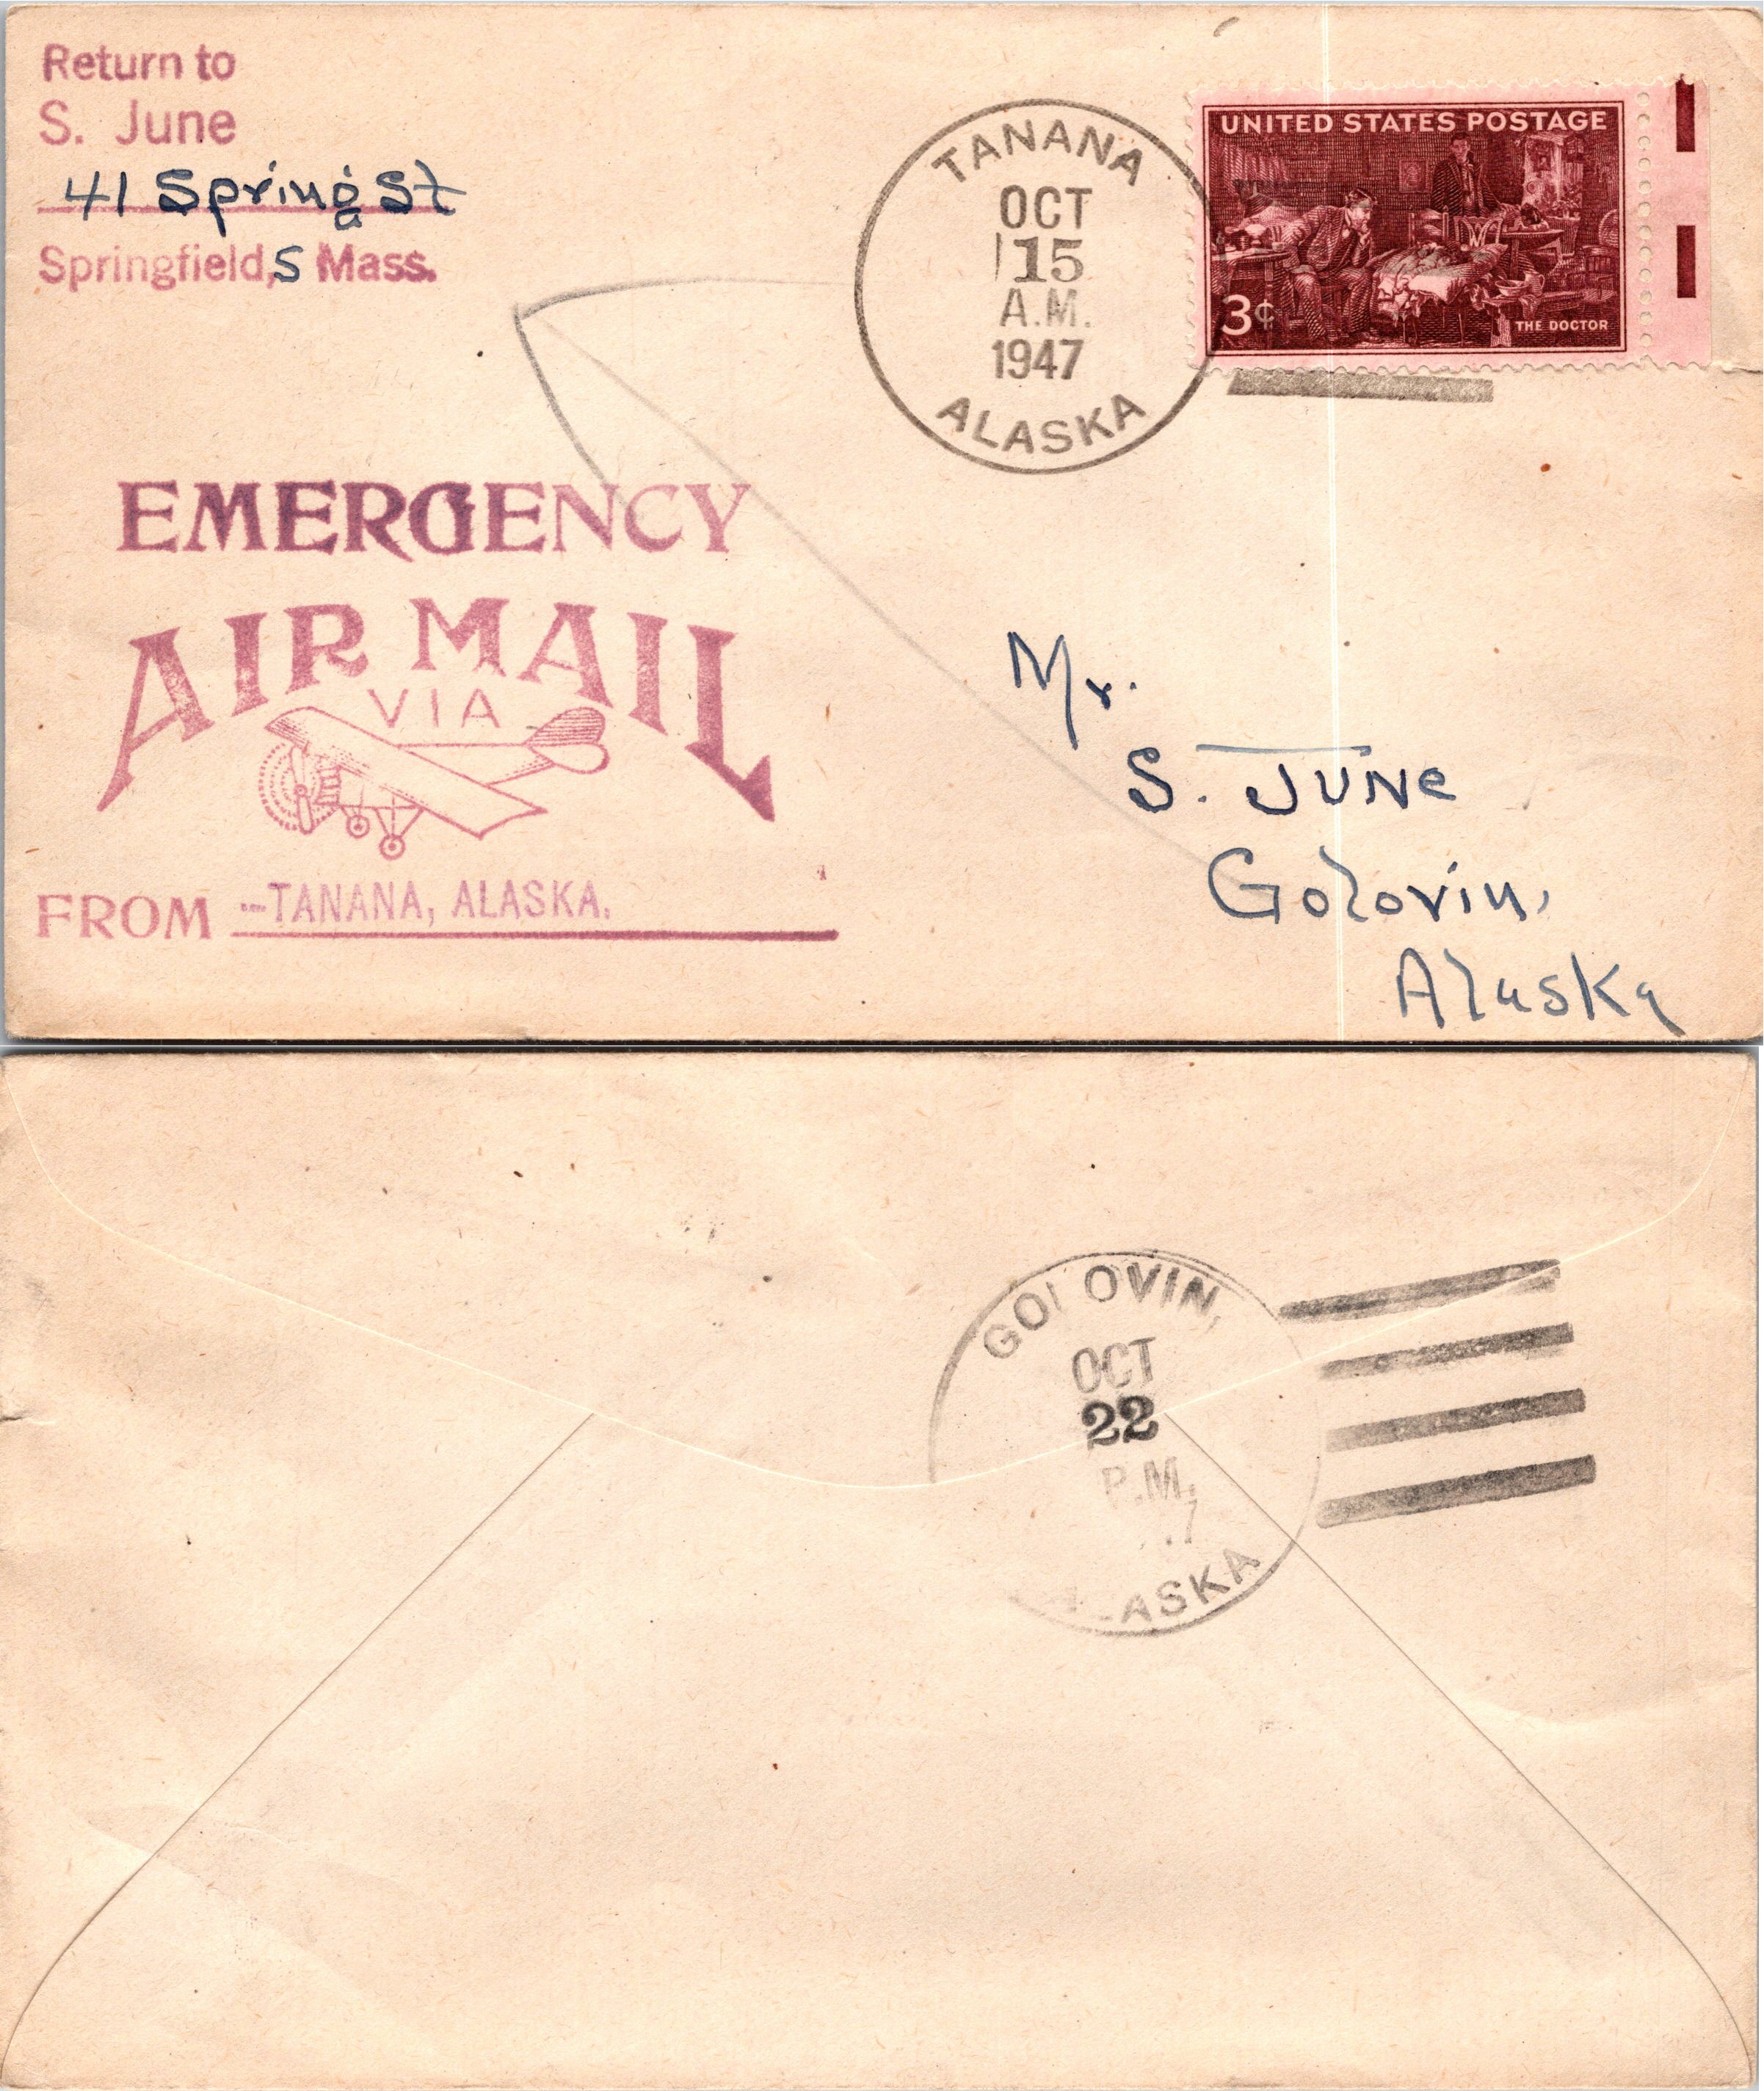 Return to
S. June
41 Spring St
Springfield, 5 Mass.
TANANA
OCT
15
A.M.
1947
ALASKA
UNITED STATES POSTAGE
3¢
THE DOCTOR
EMERGENCY
AIR MAIL
VIA
FROM --TANANA, ALASKA.
Mr.
S. JUNe
Golovin,
Alaska
GOLOVIN,
OCT
22
P.M.
7
ALASKA